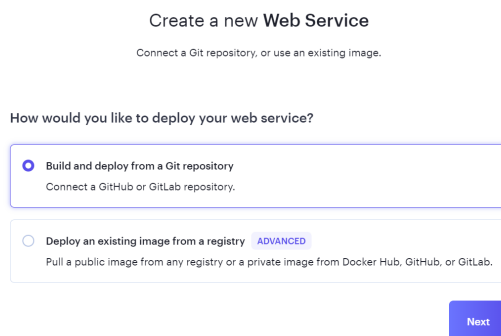 Create a new Web Service
Connect a Git repository, or use an existing image.
How would you like to deploy your web service?
Build and deploy from a Git repository
Connect a GitHub or GitLab repository.
Deploy an existing image from a registry ADVANCED
Pull a public image from any registry or a private image from Docker Hub, GitHub, or GitLab.
Next